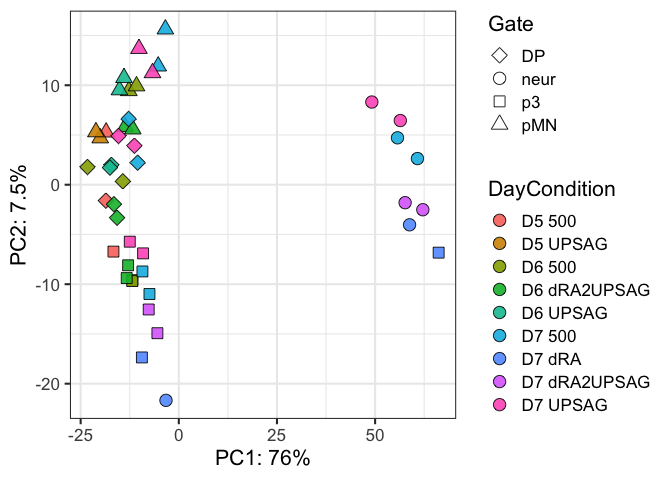 Gate
DP
neur
p3
pMN
DayCondition
D5 500
D5 UPSAG
D6 500
D6 dRA2UPSAG
D6 UPSAG
D7 500
D7 dRA
D7 dRA2UPSAG
D7 UPSAG
PC2: 7.5%
10
0
-10
-20
-25
0
25
50
PC1: 76%